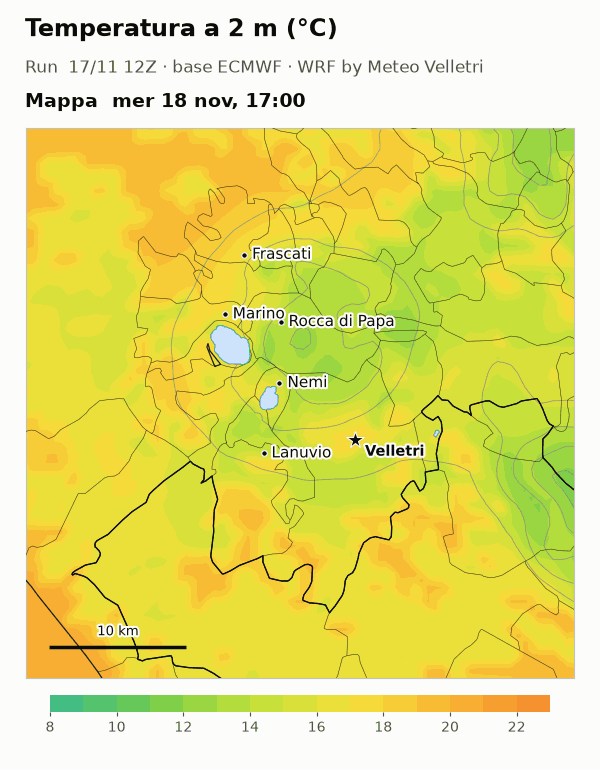 Temperatura a 2 m (°C)
Run  17/11 12Z · base ECMWF · WRF by Meteo Velletri
Mappa  mer 18 nov, 17:00
Frascati
Marino
Rocca di Papa
Nemi
Velletri
Lanuvio
10 km
8 10 12 14 16 18 20 22